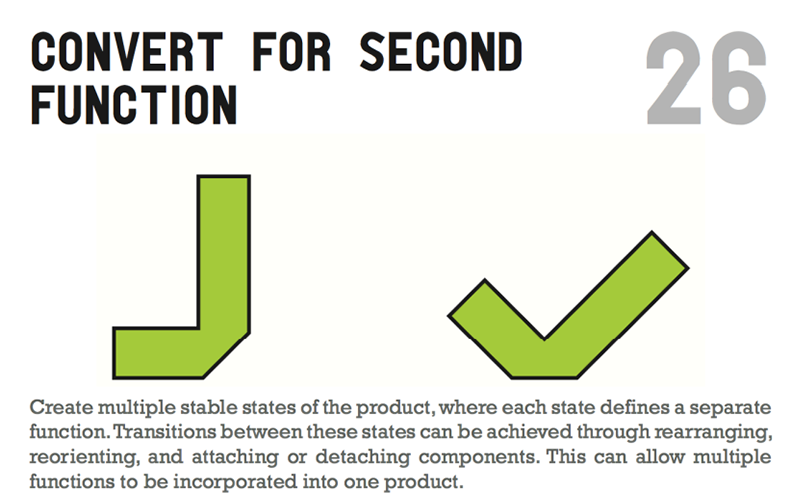 CONVERT FOR SECOND
FUNCTION
26
Create multiple stable states of the product, where each state defines a separate
function. Transitions between these states can be achieved through rearranging,
reorienting, and attaching or detaching components. This can allow multiple
functions to be incorporated into one product.